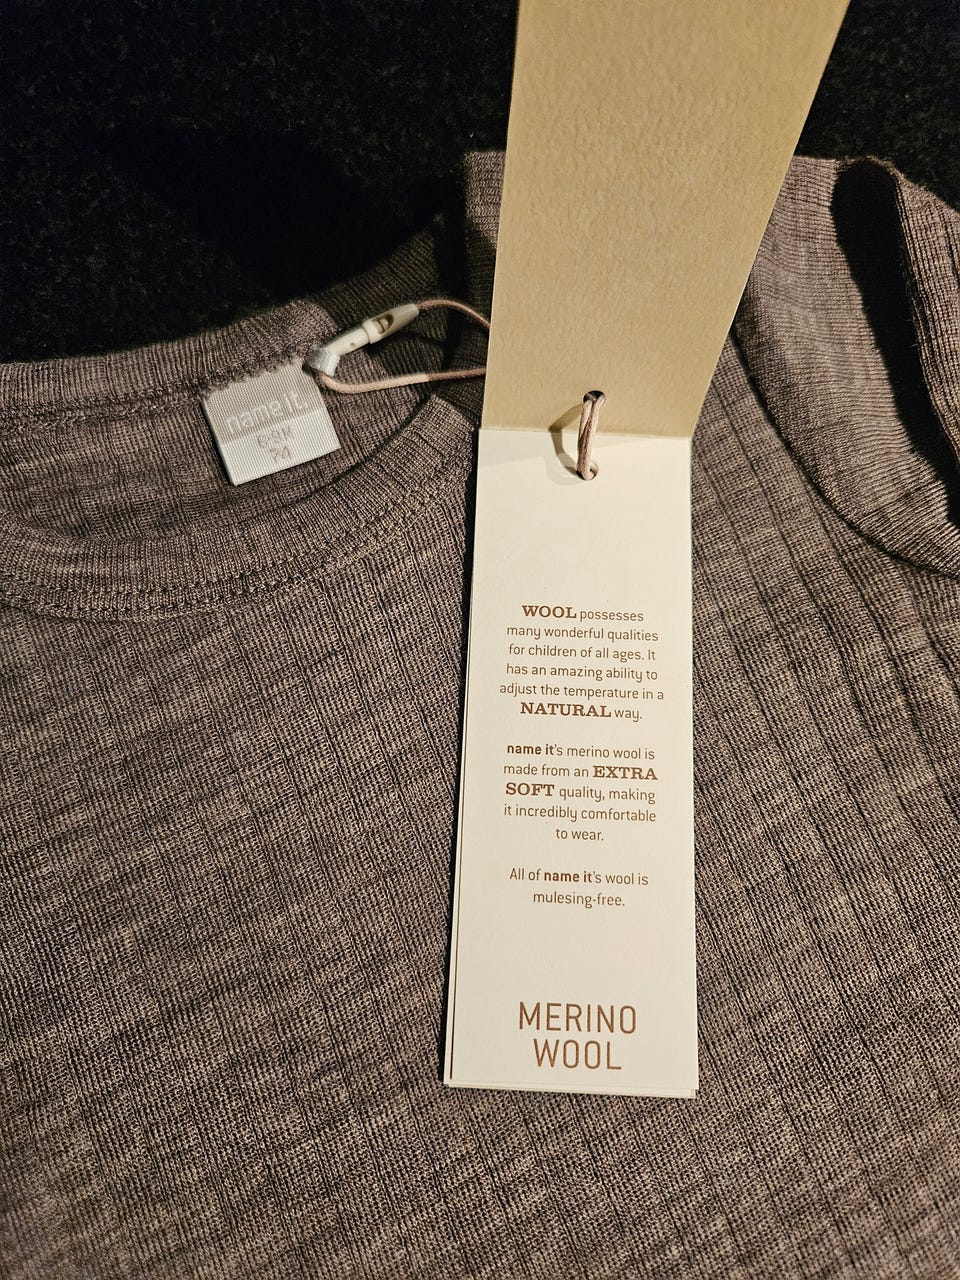 name it.
74
WOOL possesses
many wonderful qualities
for children of all ages. It
has an amazing ability to
adjust the temperature in a
NATURAL way.
name it's merino wool is
made from an EXTRA
SOFT quality, making
it incredibly comfortable
to wear.
All of name it's wool is
mulesing-free.
MERINO
WOOL